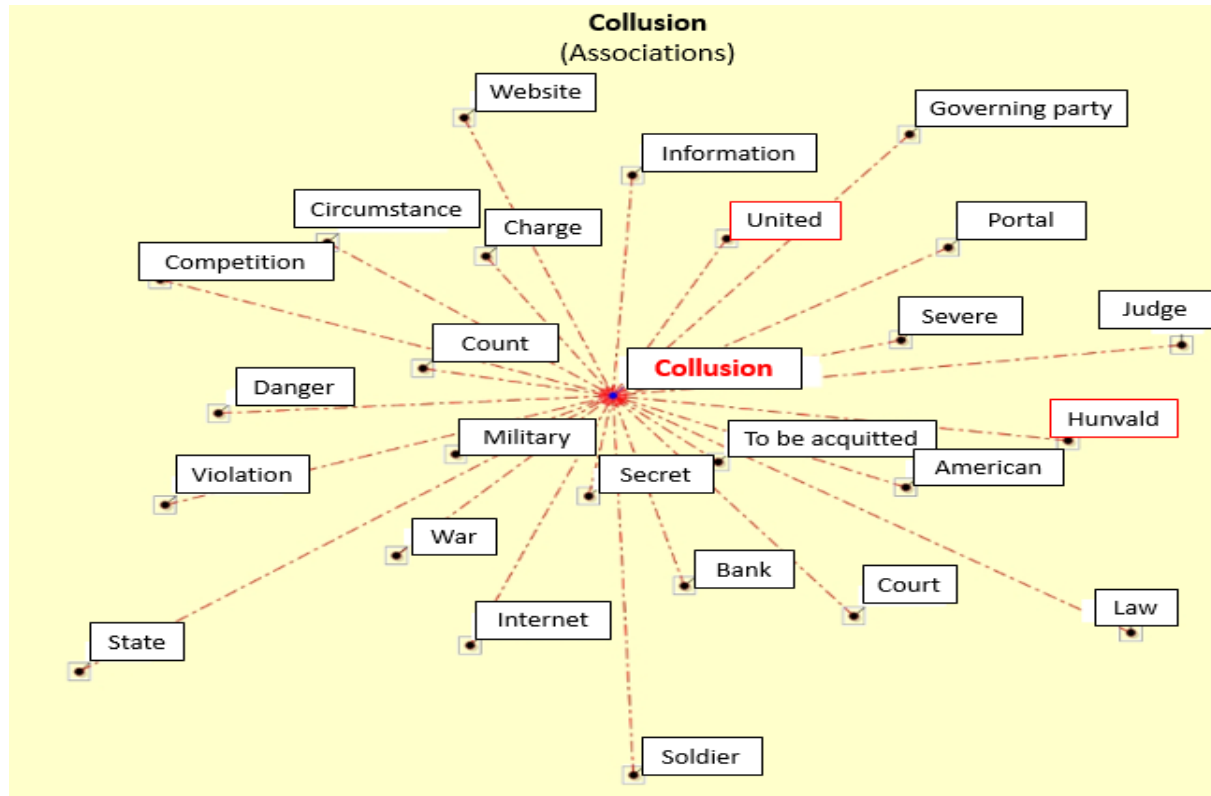 Collusion
(Associations)
Website
Governing party
Information
Circumstance
Charge
United
Portal
Competition
Severe
Judge
Count
Collusion
Danger
Hunvald
Military
To be acquitted
Violation
Secret
American
War
Bank
Court
Internet
Law
State
Soldier